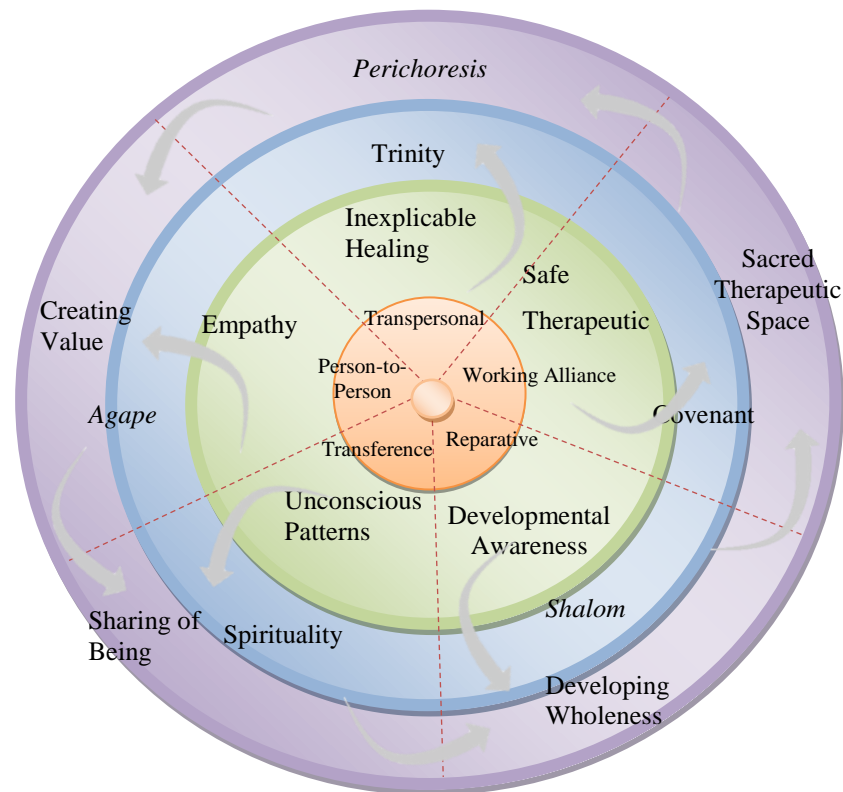 Perichoresis
Trinity
Inexplicable
Healing
Safe
Therapeutic
Sacred
Therapeutic
Space
Creating
Value
Empathy
Transpersonal
Person-to-
Person
Working Alliance
Agape
Covenant
Transference
Reparative
Unconscious
Patterns
Developmental
Awareness
Sharing of
Being
Spirituality
Shalom
Developing
Wholeness